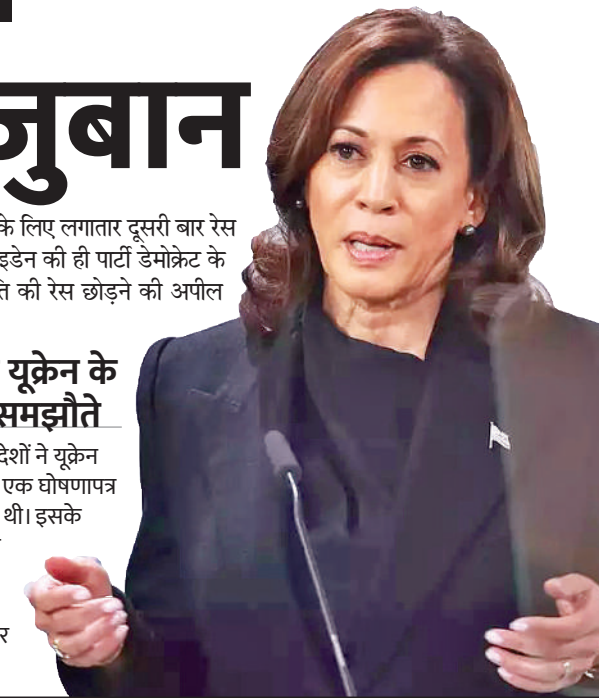 जुबान
के लिए लगातार दूसरी बार रेस
इडेन की ही पार्टी डेमोक्रेट के
ति की रेस छोड़ने की अपील
यूक्रेन के
समझौते
देशों ने यूक्रेन
एक घोषणापत्र
थी। इसके
र